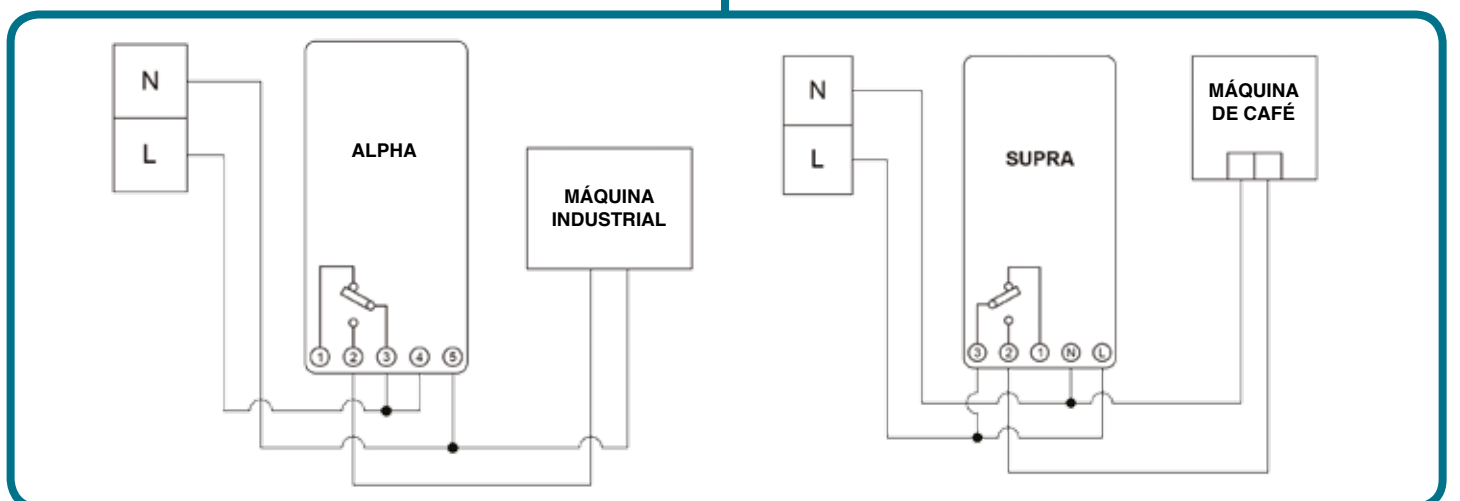 N
L
ALPHA
1 2 3 4 5
MÁQUINA
INDUSTRIAL
N
L
SUPRA
3 2 1 N L
MÁQUINA
DE CAFÉ